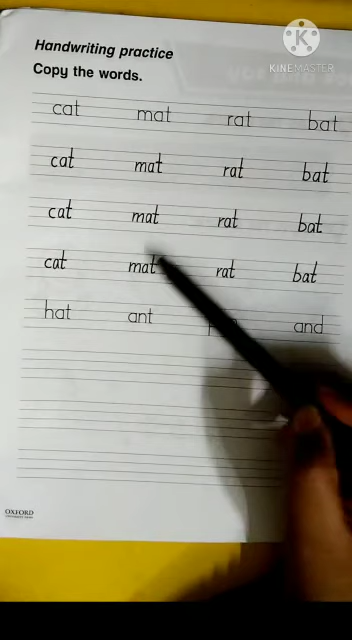 Handwriting practice
Copy the words.
KINEMASTER
cat mat rat bat
cat mat rat bat
cat mat rat bat
cat mat rat bat
hat ant and
OXFORD